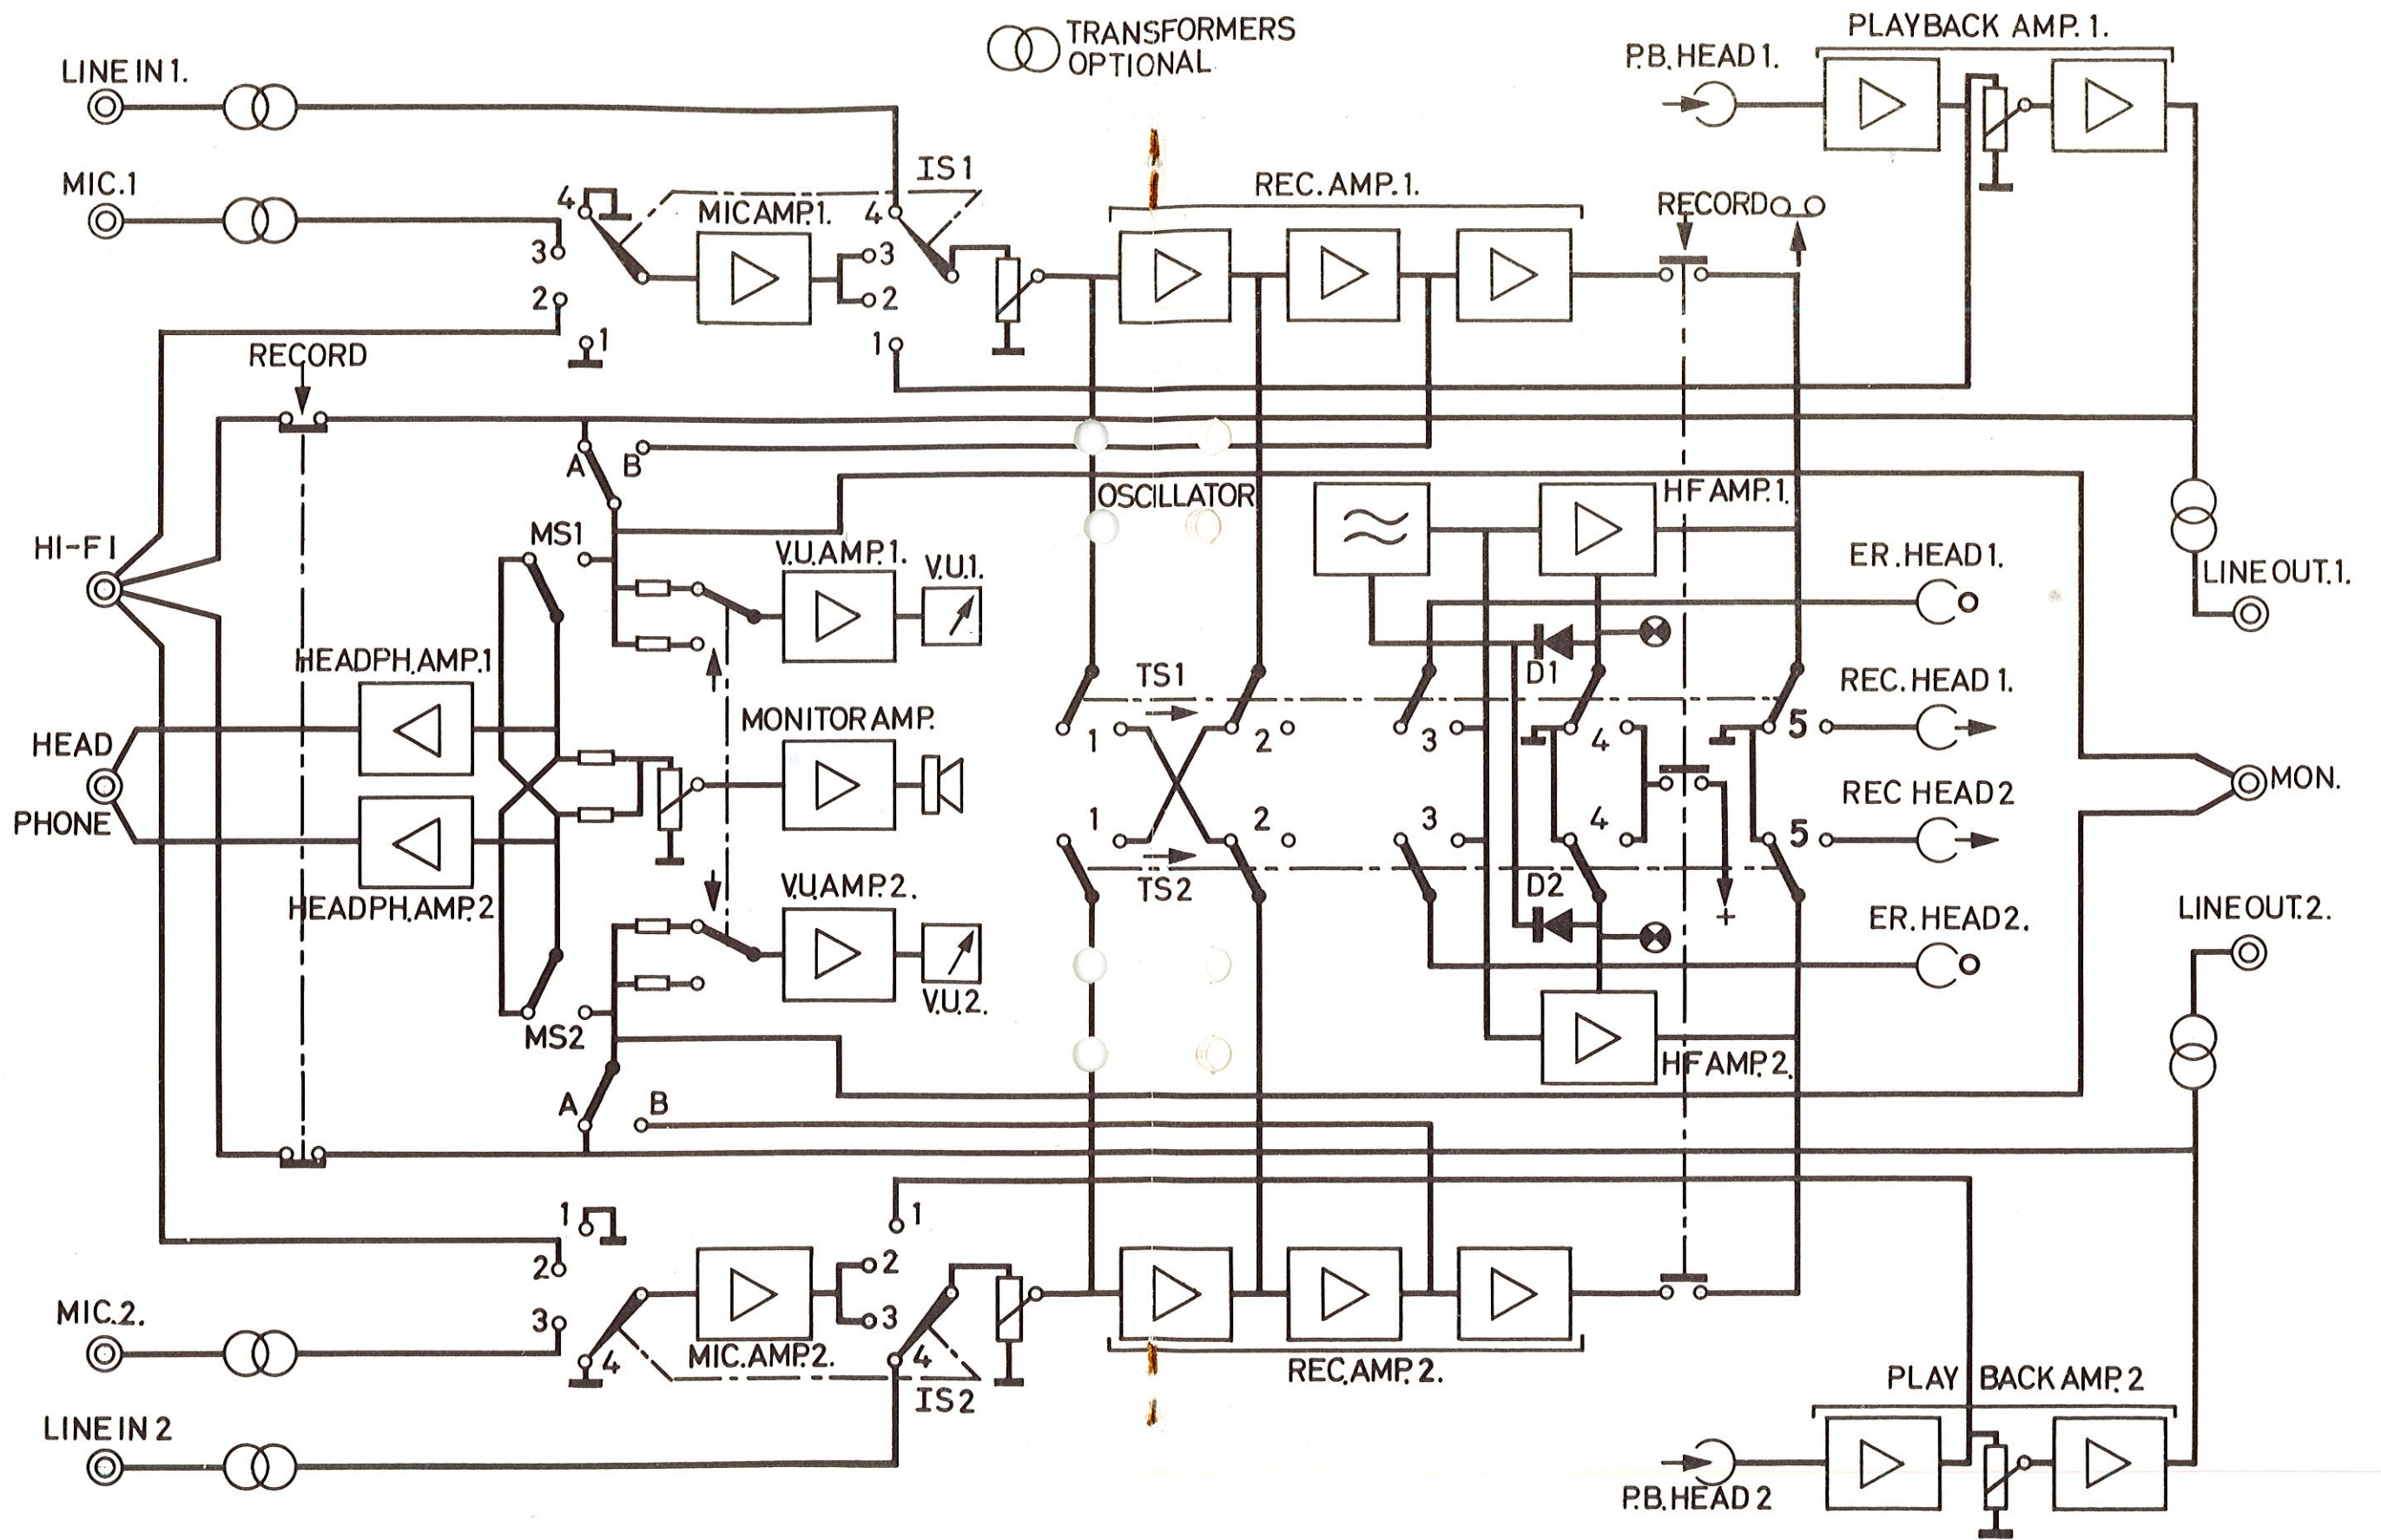 TRANSFORMERS
OPTIONAL
PLAYBACK AMP. 1.
P.B. HEAD 1.
LINE IN 1.
MIC. 1
IS 1
REC. AMP. 1.
RECORD
4
MIC AMP. 1.
4
3
3
2
2
1
1
RECORD
A
B
OSCILLATOR
HF AMP. 1.
HI-FI
MS1
V.U. AMP. 1.
V.U. 1.
ER. HEAD 1.
LINE OUT. 1.
HEADPH. AMP. 1
TS1
D1
REC. HEAD 1.
MONITOR AMP.
HEAD
PHONE
1
2
3
4
5
MON.
REC HEAD 2
1
2
3
4
5
HEADPH. AMP. 2
V.U. AMP. 2.
TS2
D2
+
ER. HEAD 2.
LINE OUT. 2.
V.U. 2.
MS2
HF AMP. 2.
A
B
1
1
2
2
3
3
MIC. 2.
4
MIC. AMP. 2.
4
IS 2
REC. AMP. 2.
PLAY BACK AMP. 2
LINE IN 2
P.B. HEAD 2